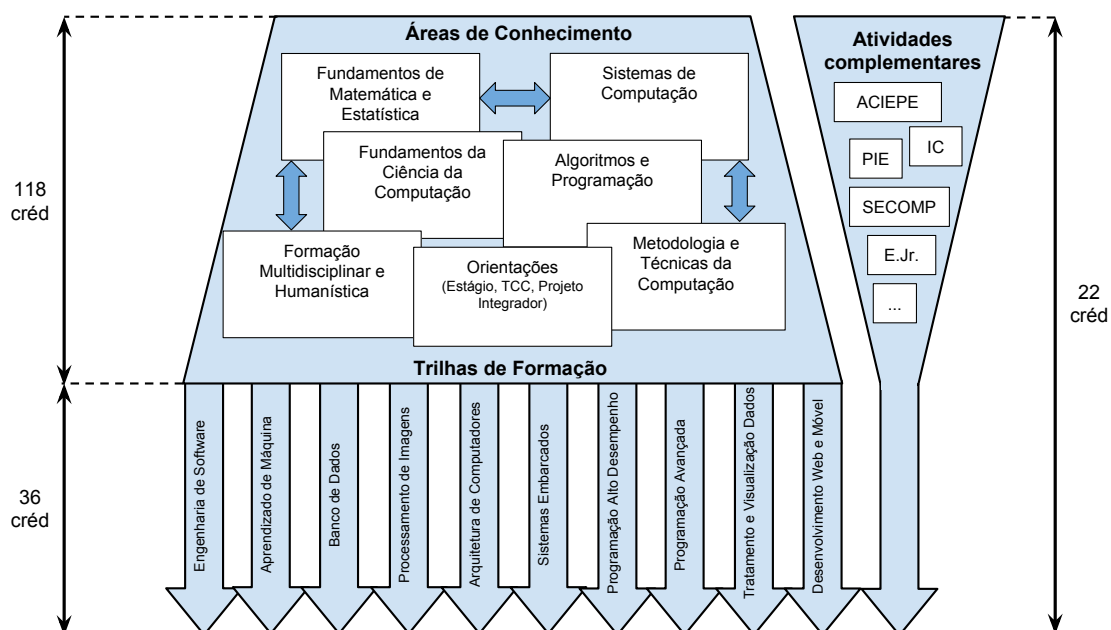 Áreas de Conhecimento
Fundamentos de
Matemática e
Estatística
Sistemas de
Computação
Fundamentos da
Ciência da
Computação
Algoritmos e
Programação
Formação
Multidisciplinar e
Humanística
Orientações
(Estágio, TCC, Projeto
Integrador)
Metodologia e
Técnicas da
Computação
Trilhas de Formação
Atividades
complementares
ACIEPE
PIE
IC
SECOMP
E.Jr.
...
118
créd
36
créd
22
créd
Engenharia de Software
Aprendizado de Máquina
Banco de Dados
Processamento de Imagens
Arquitetura de Computadores
Sistemas Embarcados
Programação Alto Desempenho
Programação Avançada
Tratamento e Visualização Dados
Desenvolvimento Web e Móvel